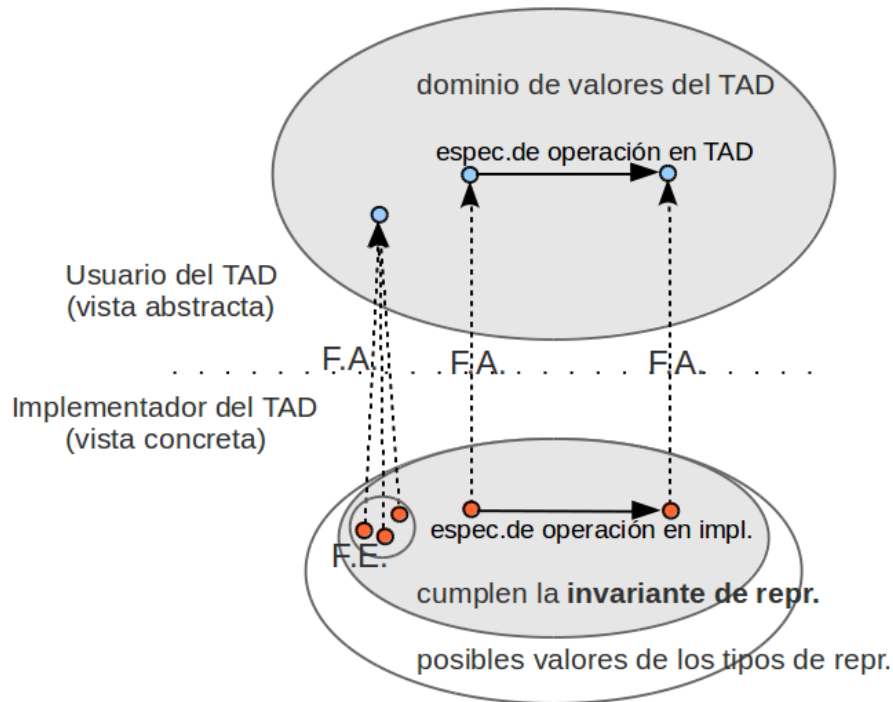 dominio de valores del TAD
espec.de operación en TAD
Usuario del TAD
(vista abstracta)
F.A.
F.A.
F.A.
Implementador del TAD
(vista concreta)
espec.de operación en impl.
F.E.
cumplen la invariante de repr.
posibles valores de los tipos de repr.